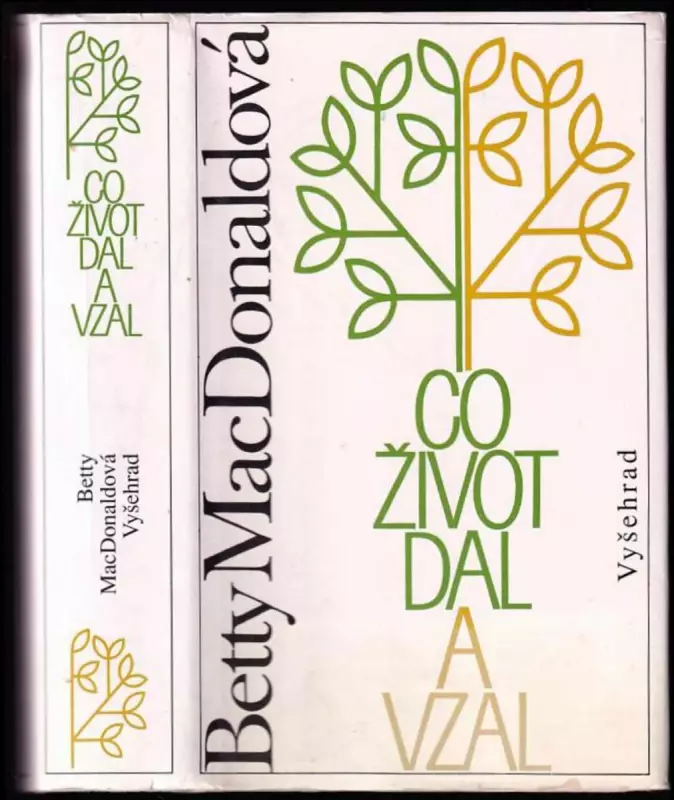 CO
ŽIVOT
DAL
A
VZAL
Betty
MacDonaldová
Vyšehrad
Betty MacDonaldová
CO
ŽIVOT
DAL
A
VZAL
Vyšehrad